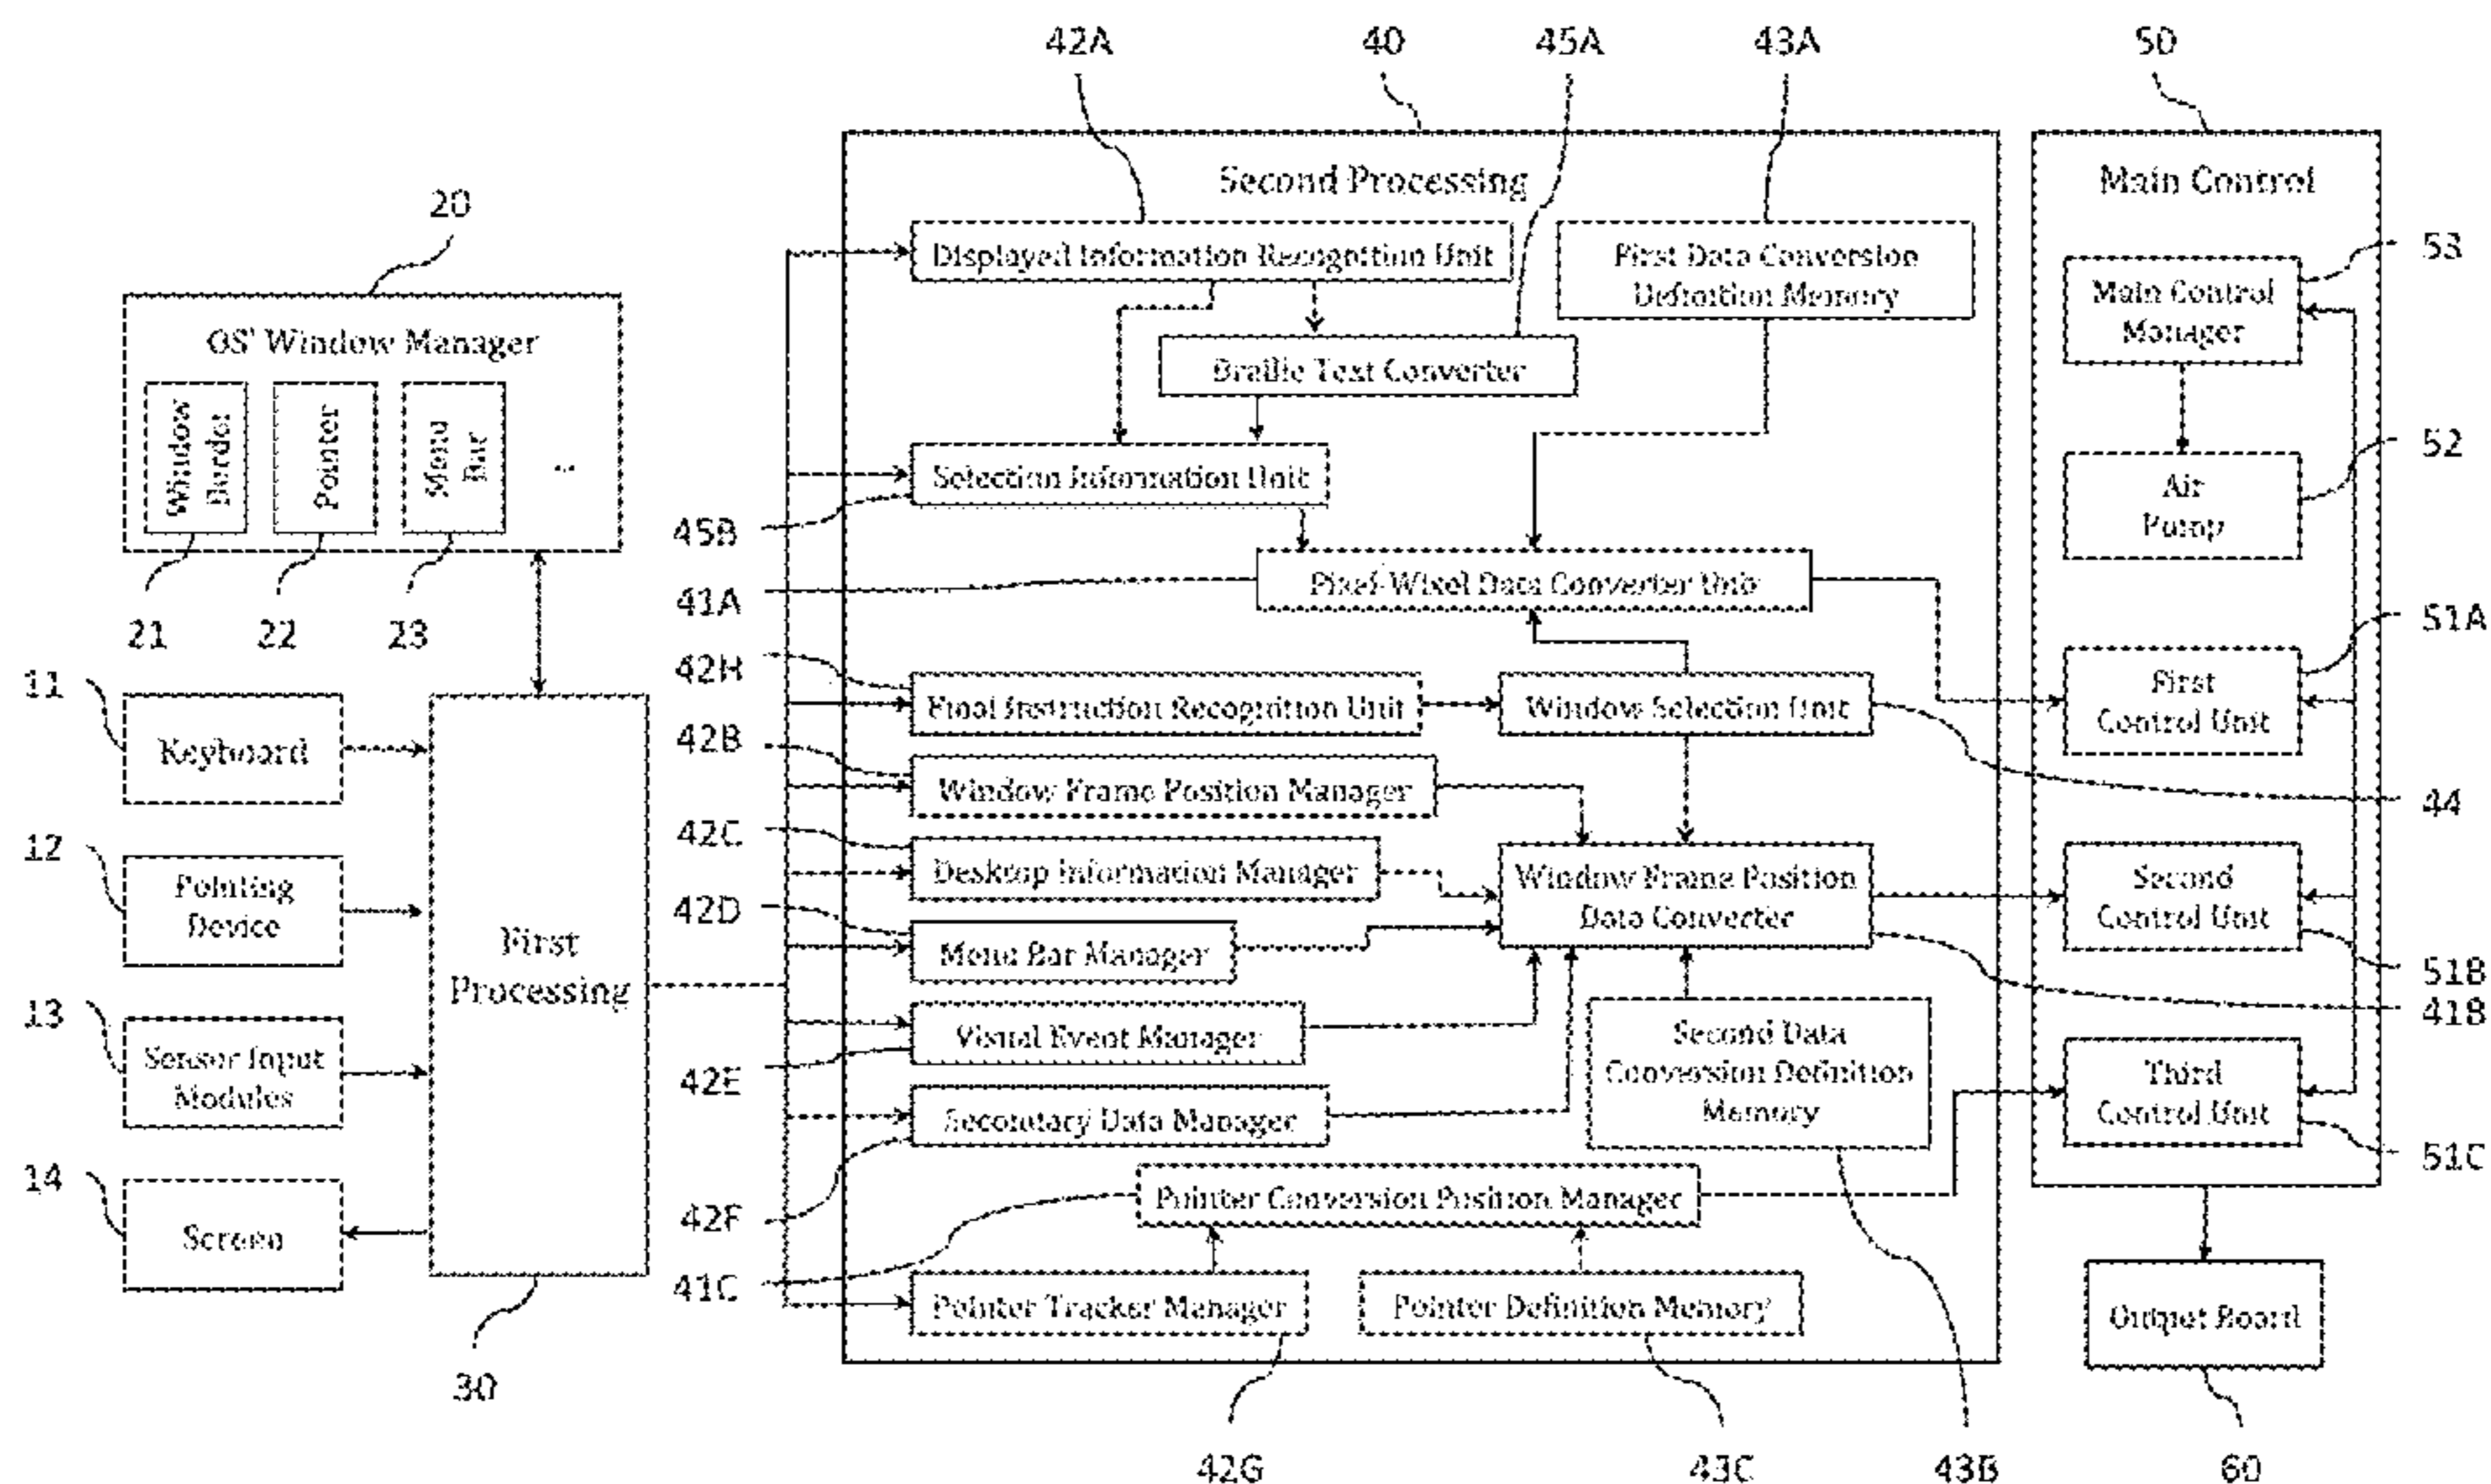 42A
40
45A
43A
50
Second Processing
Main Control
20
Displayed Information Recognition Unit
First Data Conversion
Definition Memory
53
Main Control
Manager
OS' Window Manager
Braille Text Converter
Window
Border
Pointer
Menu
Bar
...
52
Selection Information Unit
Air
Pump
45B
21
22
23
41A
Pixel-Wixel Data Converter Unit
51A
42H
11
Final Instruction Recognition Unit
Window Selection Unit
First
Control Unit
Keyboard
42B
Window Frame Position Manager
44
42C
12
Pointing
Device
Desktop Information Manager
Window Frame Position
Data Converter
Second
Control Unit
42D
First
Processing
Menu Bar Manager
51B
41B
13
Sensor Input
Modules
Visual Event Manager
Second Data
Conversion Definition
Memory
Third
Control Unit
42E
Secondary Data Manager
51C
14
Screen
42F
Pointer Conversion Position Manager
41C
Pointer Tracker Manager
Pointer Definition Memory
Output Board
30
42G
43C
43B
60